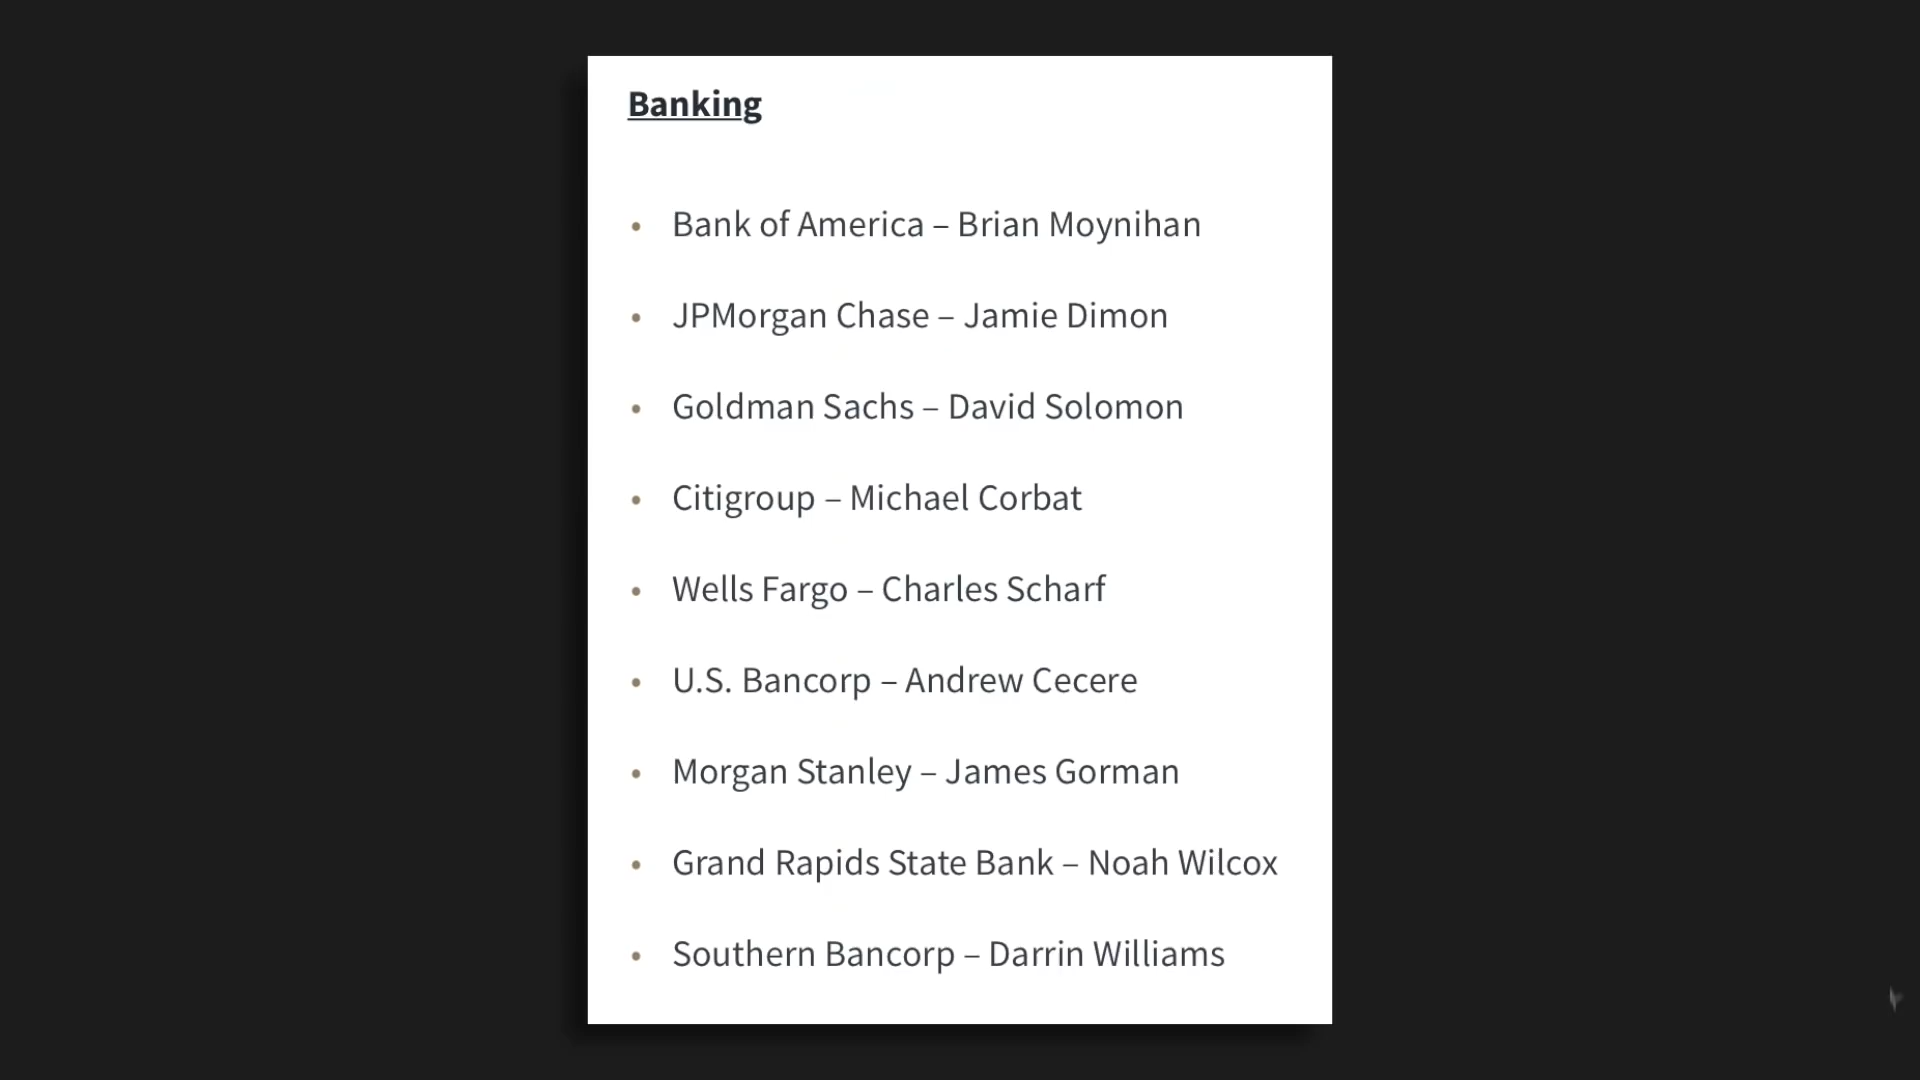 Banking
• Bank of America – Brian Moynihan
• JPMorgan Chase – Jamie Dimon
• Goldman Sachs – David Solomon
• Citigroup – Michael Corbat
• Wells Fargo – Charles Scharf
• U.S. Bancorp – Andrew Cecere
• Morgan Stanley – James Gorman
• Grand Rapids State Bank – Noah Wilcox
• Southern Bancorp – Darrin Williams